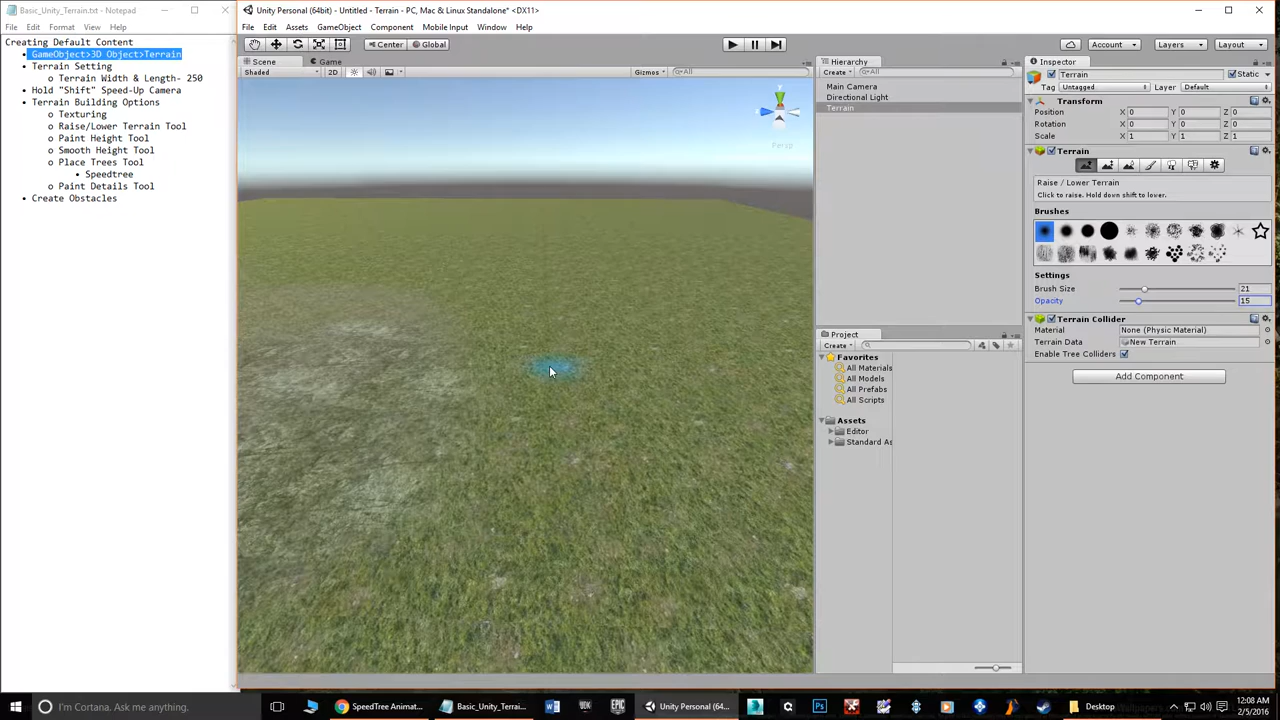 Basic_Unity_Terrain.txt - Notepad
File Edit Format View Help
Creating Default Content
• GameObject>3D Object>Terrain
• Terrain Setting
o Terrain Width & Length- 250
• Hold "Shift" Speed-Up Camera
• Terrain Building Options
o Texturing
o Raise/Lower Terrain Tool
o Paint Height Tool
o Smooth Height Tool
o Place Trees Tool
▪ Speedtree
o Paint Details Tool
• Create Obstacles
Unity Personal (64bit) - Untitled - Terrain - PC, Mac & Linux Standalone* <DX11>
File Edit Assets GameObject Component Mobile Input Window Help
Center Global
Account Layers Layout
Scene Game
Shaded 2D Gizmos All
y
Persp
Hierarchy
Create All
Main Camera
Directional Light
Terrain
Project
Create
Favorites
All Materials
All Models
All Prefabs
All Scripts
Assets
Editor
Standard As
Inspector
Terrain Static
Tag Untagged Layer Default
Transform
Position X 0 Y 0 Z 0
Rotation X 0 Y 0 Z 0
Scale X 1 Y 1 Z 1
Terrain
Raise / Lower Terrain
Click to raise. Hold down shift to lower.
Brushes
Settings
Brush Size 21
Opacity 15
Terrain Collider
Material None (Physic Material)
Terrain Data New Terrain
Enable Tree Colliders
Add Component
I'm Cortana. Ask me anything.
SpeedTree Animat...
Basic_Unity_Terrai...
Unity Personal (64...
Desktop
12:08 AM
2/5/2016